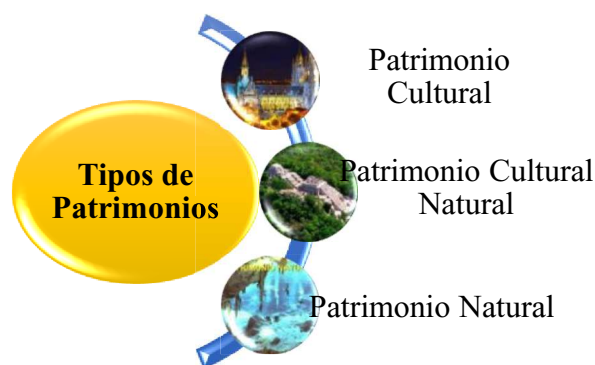 Patrimonio
Cultural
Tipos de
Patrimonios
Patrimonio Cultural
Natural
Patrimonio Natural